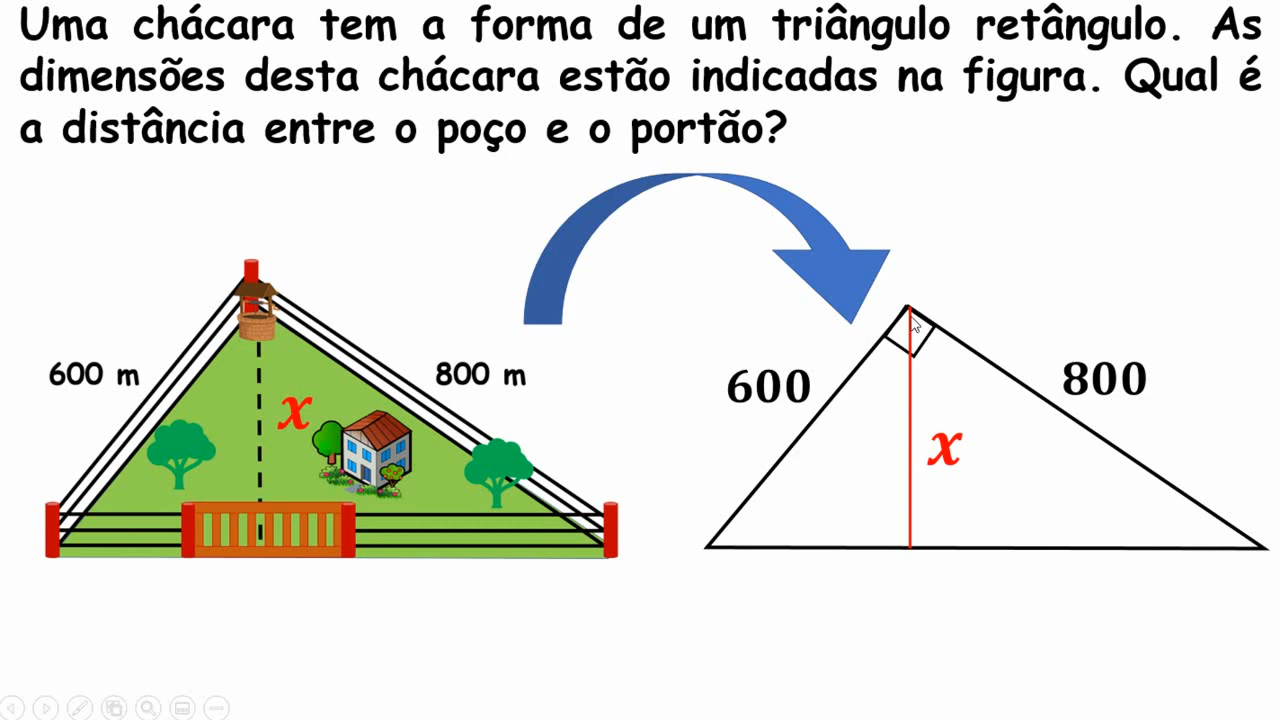 Uma chácara tem a forma de um triângulo retângulo. As
dimensões desta chácara estão indicadas na figura. Qual é
a distância entre o poço e o portão?
600 m
800 m
x
600
800
x